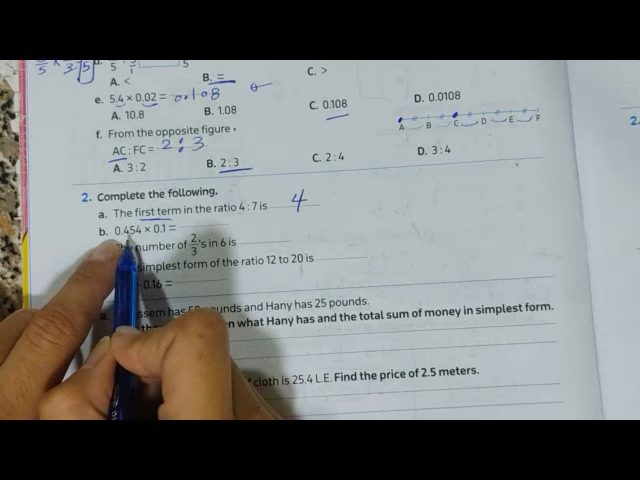 5
A. <
B. =
C. >
e. 5.4 × 0.02 = 0.108
A. 10.8
B. 1.08
C. 0.108
D. 0.0108
f. From the opposite figure,
AC : FC = 2 : 3
A B C D E F
A. 3 : 2
B. 2 : 3
C. 2 : 4
D. 3 : 4
2. Complete the following.
2.
a. The first term in the ratio 4 : 7 is 4
b. 0.454 × 0.1 =
number of 2/3 's in 6 is
simplest form of the ratio 12 to 20 is
0.16 =
a. ssem has 50 pounds and Hany has 25 pounds.
n what Hany has and the total sum of money in simplest form.
f cloth is 25.4 L.E. Find the price of 2.5 meters.